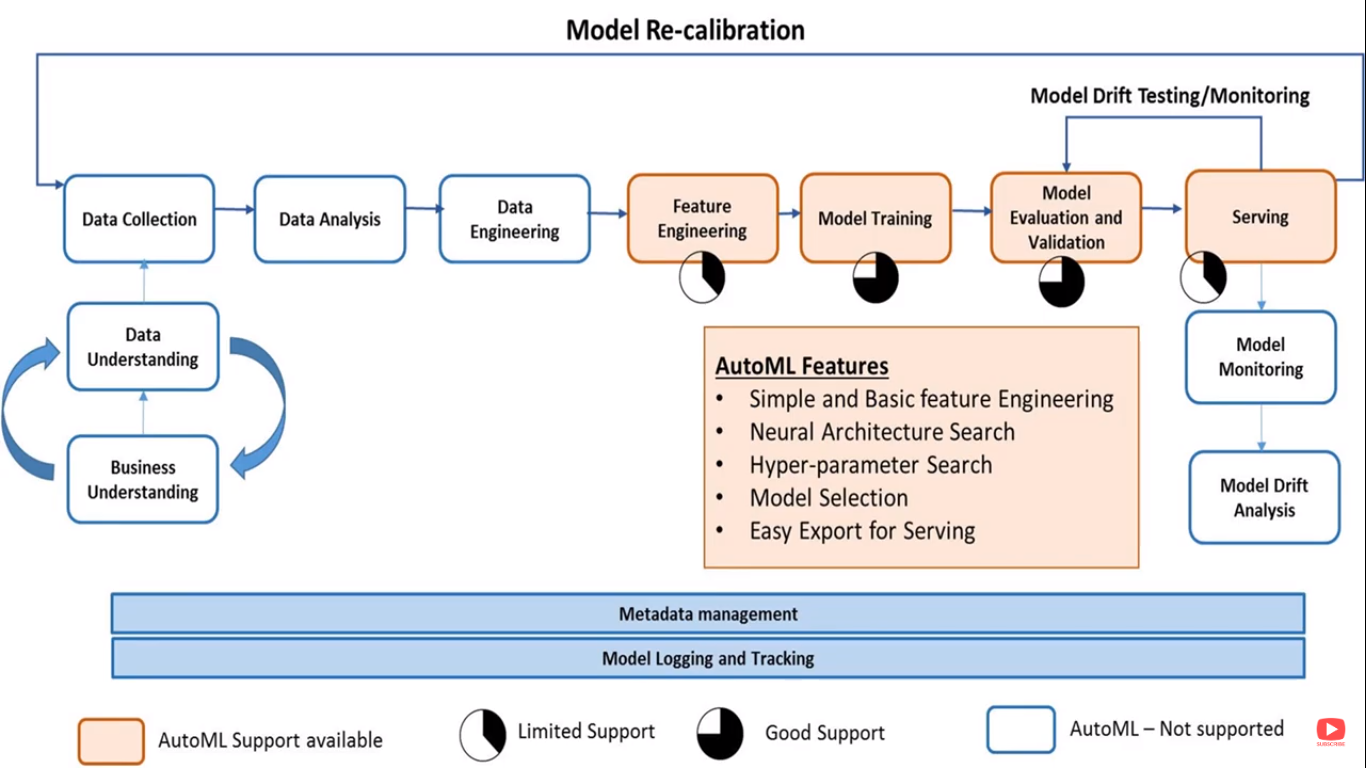 Model Re-calibration
Model Drift Testing/Monitoring
Data Collection
Data Analysis
Data
Engineering
Feature
Engineering
Model Training
Model
Evaluation and
Validation
Serving
Data
Understanding
Business
Understanding
AutoML Features
• Simple and Basic feature Engineering
• Neural Architecture Search
• Hyper-parameter Search
• Model Selection
• Easy Export for Serving
Model
Monitoring
Model Drift
Analysis
Metadata management
Model Logging and Tracking
AutoML Support available
Limited Support
Good Support
AutoML – Not supported
SUBSCRIBE